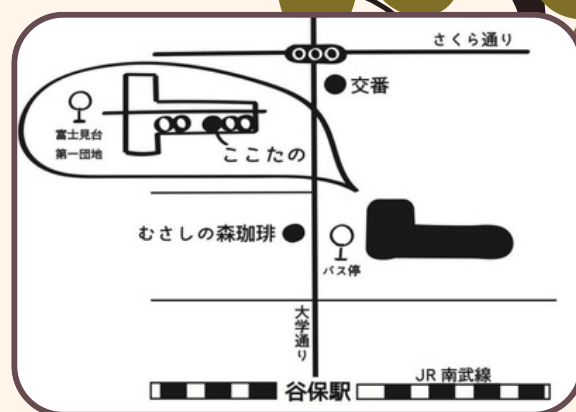 さくら通り
交番
富士見台
第一団地
ここたの
むさしの森珈琲
バス停
大学通り
JR 南武線
谷保駅